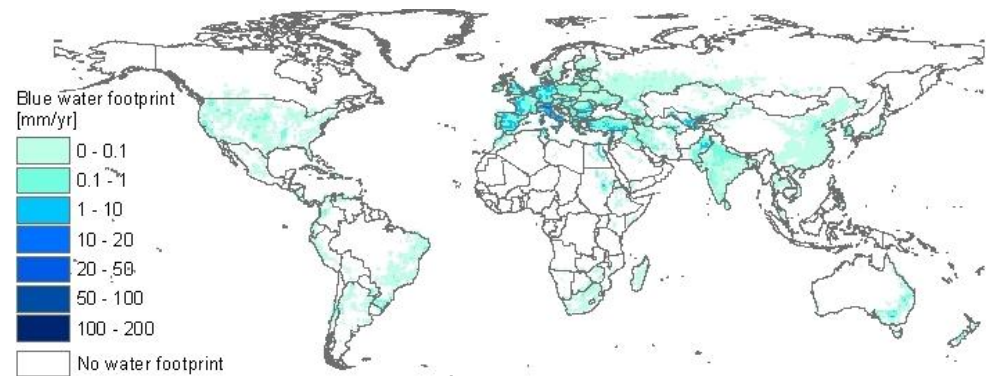 Blue water footprint
[mm/yr]
0 - 0.1
0.1 - 1
1 - 10
10 - 20
20 - 50
50 - 100
100 - 200
No water footprint